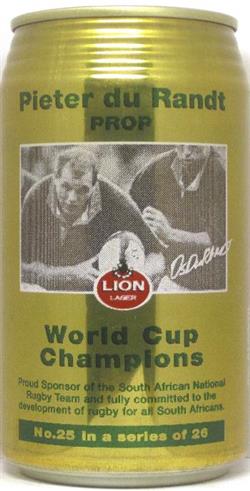 Pieter du Randt
PROP
LION
LAGER
World Cup
Champions
Proud Sponsor of the South African National
Rugby Team and fully committed to the
development of rugby for all South Africans.
No.25 in a series of 26